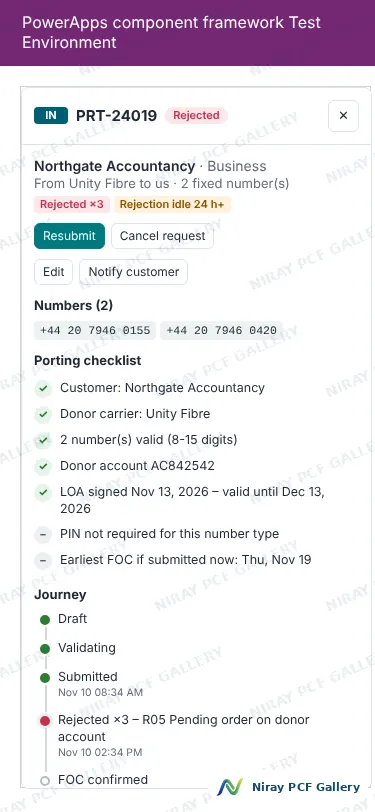 PowerApps component framework Test
Environment
IN PRT-24019 Rejected ×
Northgate Accountancy · Business
From Unity Fibre to us · 2 fixed number(s)
Rejected ×3 Rejection idle 24 h+
Resubmit Cancel request
Edit Notify customer
Numbers (2)
+44 20 7946 0155 +44 20 7946 0420
Porting checklist
Customer: Northgate Accountancy
Donor carrier: Unity Fibre
2 number(s) valid (8-15 digits)
Donor account AC842542
LOA signed Nov 13, 2026 – valid until Dec 13,
2026
PIN not required for this number type
Earliest FOC if submitted now: Thu, Nov 19
Journey
Draft
Validating
Submitted
Nov 10 08:34 AM
Rejected ×3 – R05 Pending order on donor
account
Nov 10 02:34 PM
FOC confirmed
Niray PCF Gallery
NIRAY PCF GALLERY